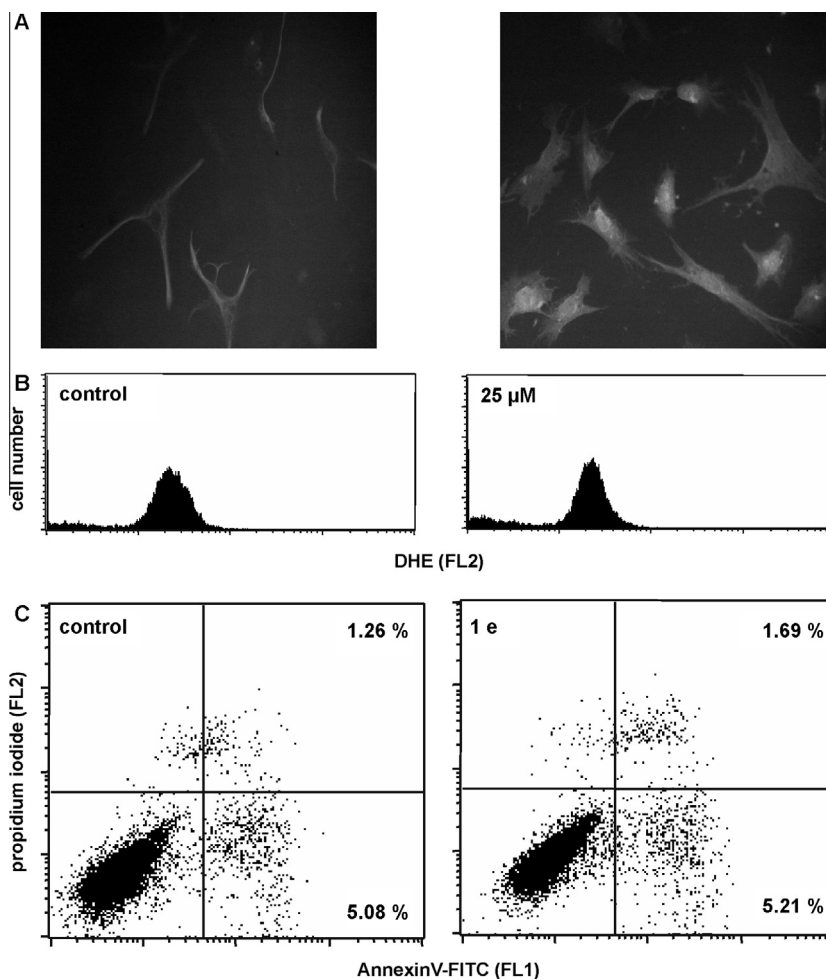 A
B
control
25 µM
cell number
DHE (FL2)
C
control
1.26 %
1 e
1.69 %
propidium iodide (FL2)
5.08 %
5.21 %
AnnexinV-FITC (FL1)